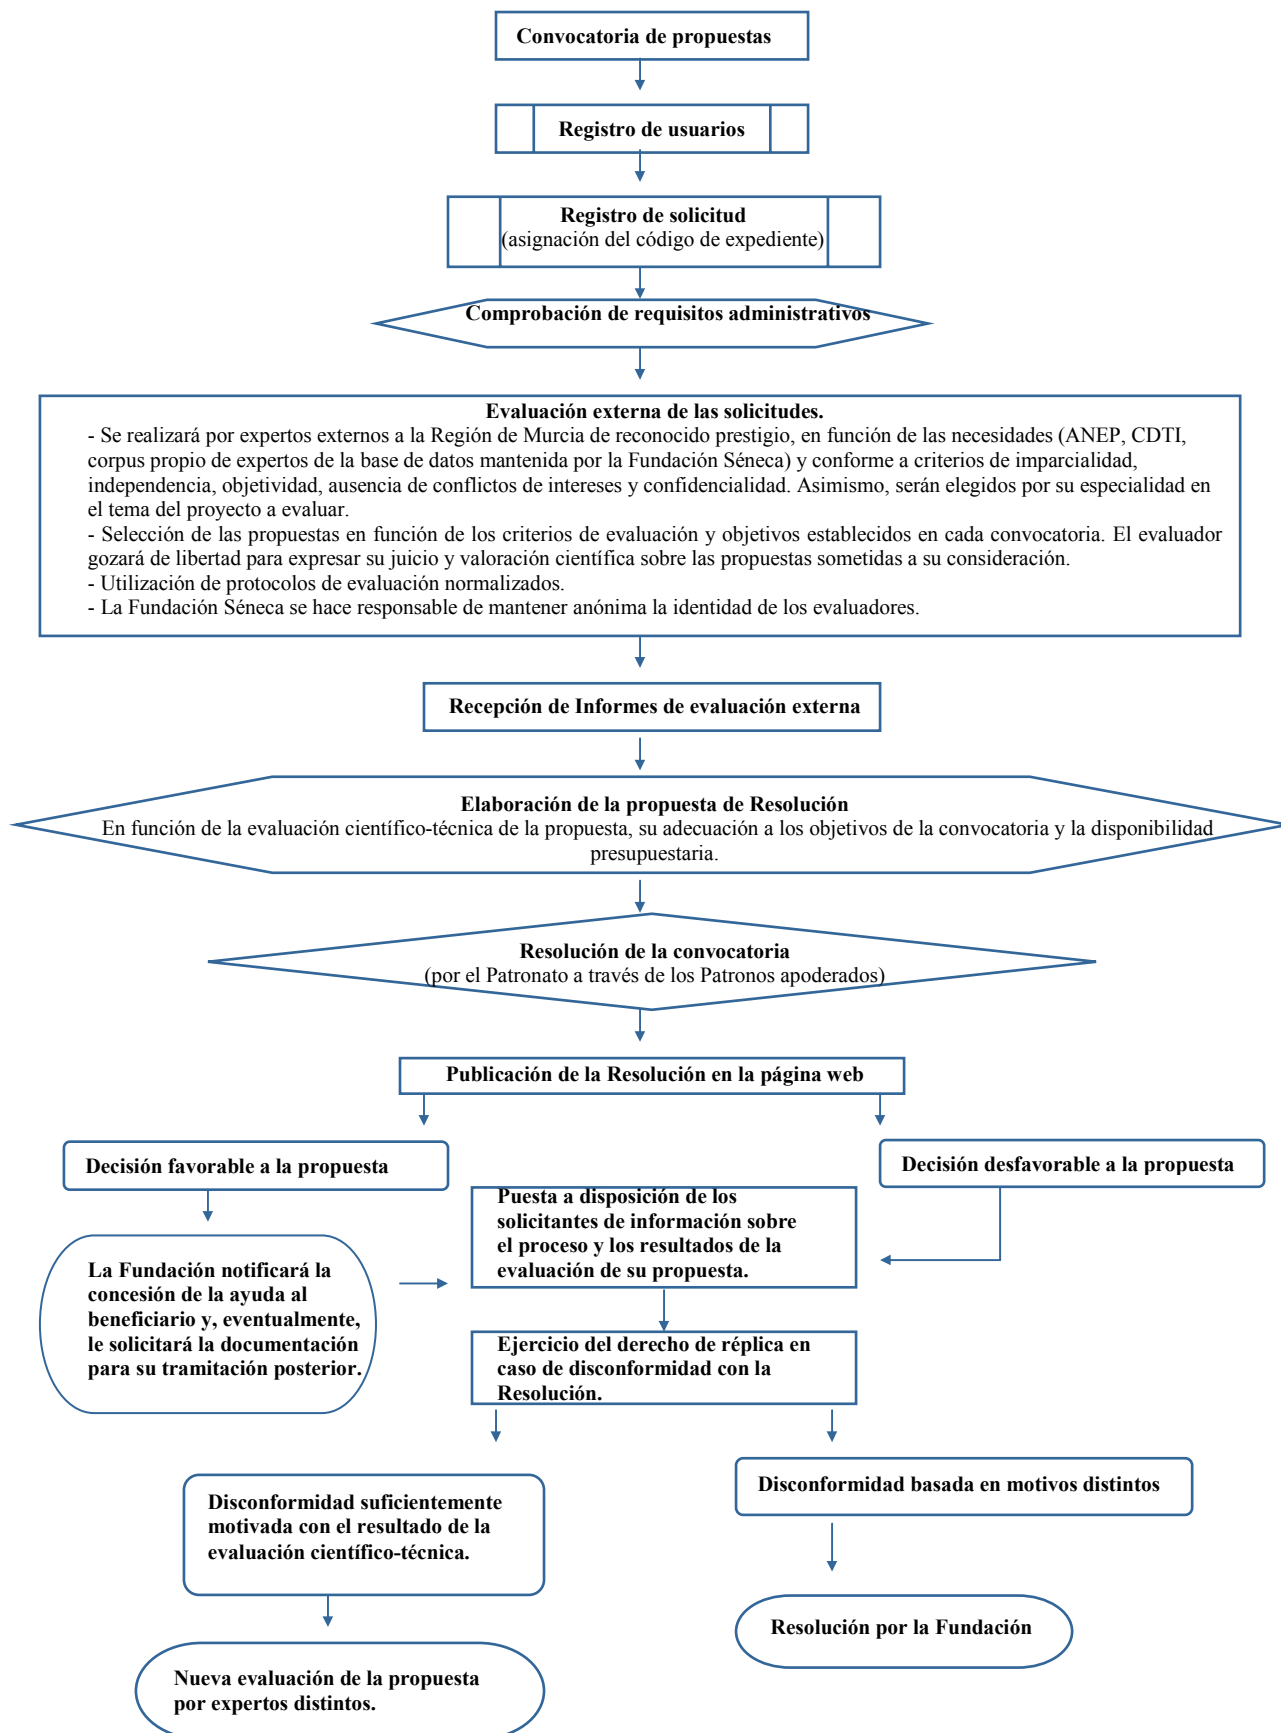 Convocatoria de propuestas
Registro de usuarios
Registro de solicitud
(asignación del código de expediente)
Comprobación de requisitos administrativos
Evaluación externa de las solicitudes.
- Se realizará por expertos externos a la Región de Murcia de reconocido prestigio, en función de las necesidades (ANEP, CDTI,
corpus propio de expertos de la base de datos mantenida por la Fundación Séneca) y conforme a criterios de imparcialidad,
independencia, objetividad, ausencia de conflictos de intereses y confidencialidad. Asimismo, serán elegidos por su especialidad en
el tema del proyecto a evaluar.
- Selección de las propuestas en función de los criterios de evaluación y objetivos establecidos en cada convocatoria. El evaluador
gozará de libertad para expresar su juicio y valoración científica sobre las propuestas sometidas a su consideración.
- Utilización de protocolos de evaluación normalizados.
- La Fundación Séneca se hace responsable de mantener anónima la identidad de los evaluadores.
Recepción de Informes de evaluación externa
Elaboración de la propuesta de Resolución
En función de la evaluación científico-técnica de la propuesta, su adecuación a los objetivos de la convocatoria y la disponibilidad
presupuestaria.
Resolución de la convocatoria
(por el Patronato a través de los Patronos apoderados)
Publicación de la Resolución en la página web
Decisión favorable a la propuesta
Decisión desfavorable a la propuesta
Puesta a disposición de los
solicitantes de información sobre
el proceso y los resultados de la
evaluación de su propuesta.
La Fundación notificará la
concesión de la ayuda al
beneficiario y, eventualmente,
le solicitará la documentación
para su tramitación posterior.
Ejercicio del derecho de réplica en
caso de disconformidad con la
Resolución.
Disconformidad suficientemente
motivada con el resultado de la
evaluación científico-técnica.
Disconformidad basada en motivos distintos
Resolución por la Fundación
Nueva evaluación de la propuesta
por expertos distintos.